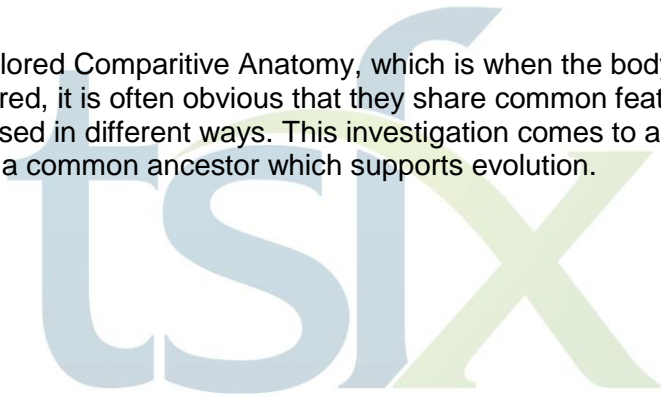 lored Comparitive Anatomy, which is when the body
red, it is often obvious that they share common feat
sed in different ways. This investigation comes to a
a common ancestor which supports evolution.
tsfx